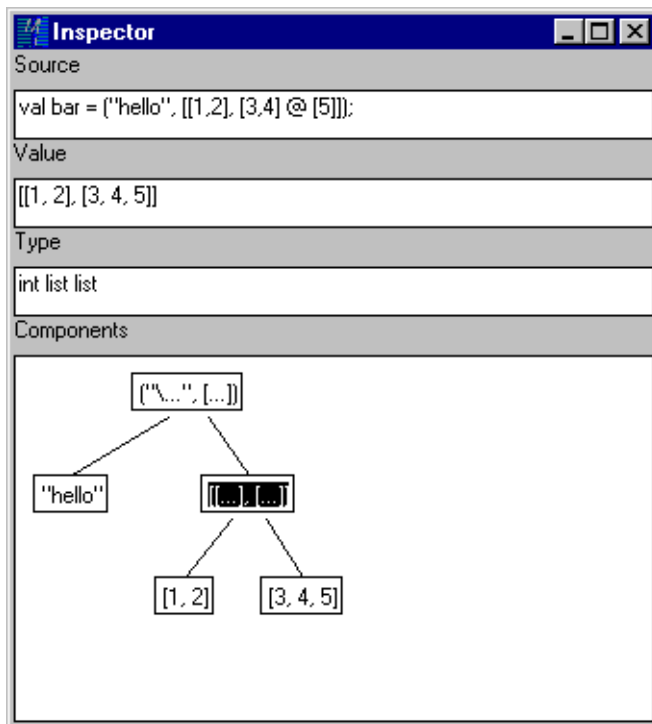 Inspector
Source
val bar = ("hello", [[1,2], [3,4] @ [5]]);
Value
[[1, 2], [3, 4, 5]]
Type
int list list
Components
("\...", [...])
"hello" [[...], [...]]
[1, 2] [3, 4, 5]